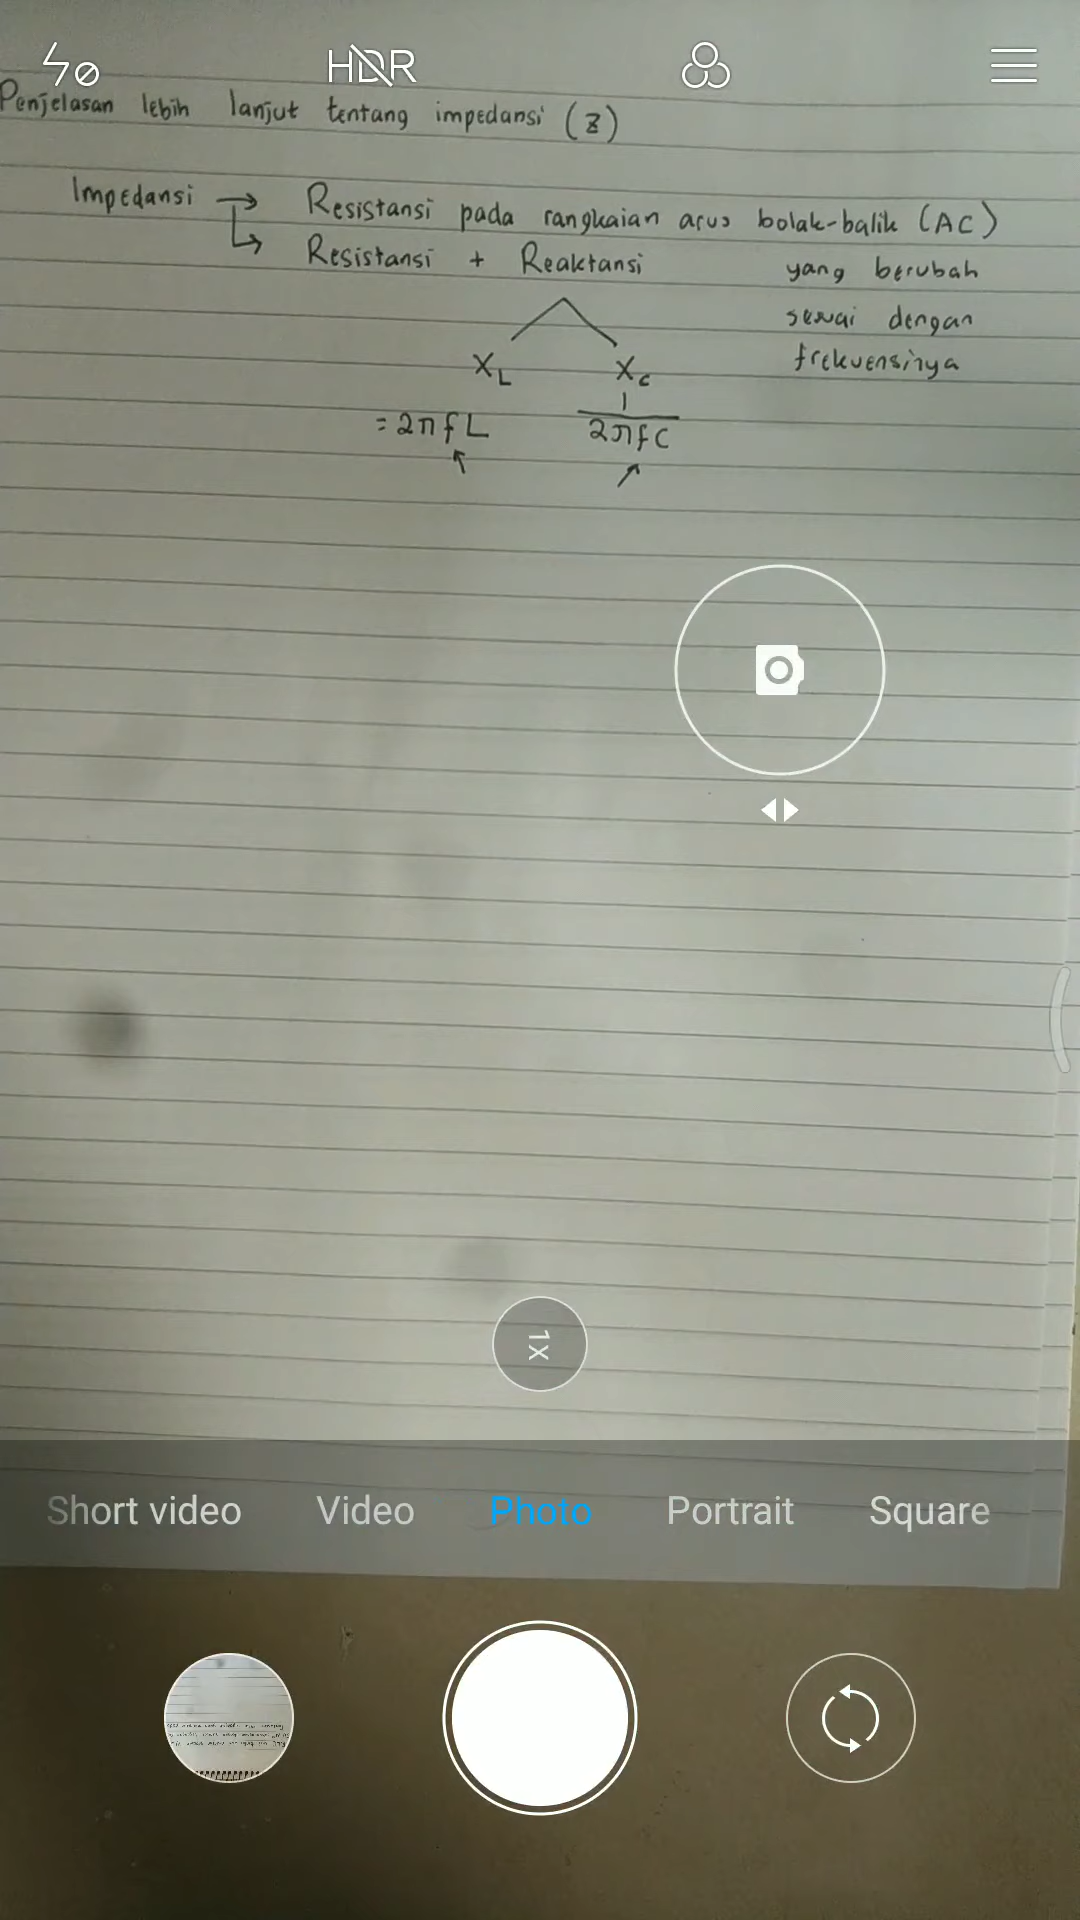 HDR
Penjelasan lebih lanjut tentang impedansi (Z)
Impedansi → Resistansi pada rangkaian arus bolak-balik (AC)
↳ Resistansi + Reaktansi yang berubah
sesuai dengan
X_L X_C frekuensinya
= 2πfL 1/2πfC
1X
Short video Video Photo Portrait Square